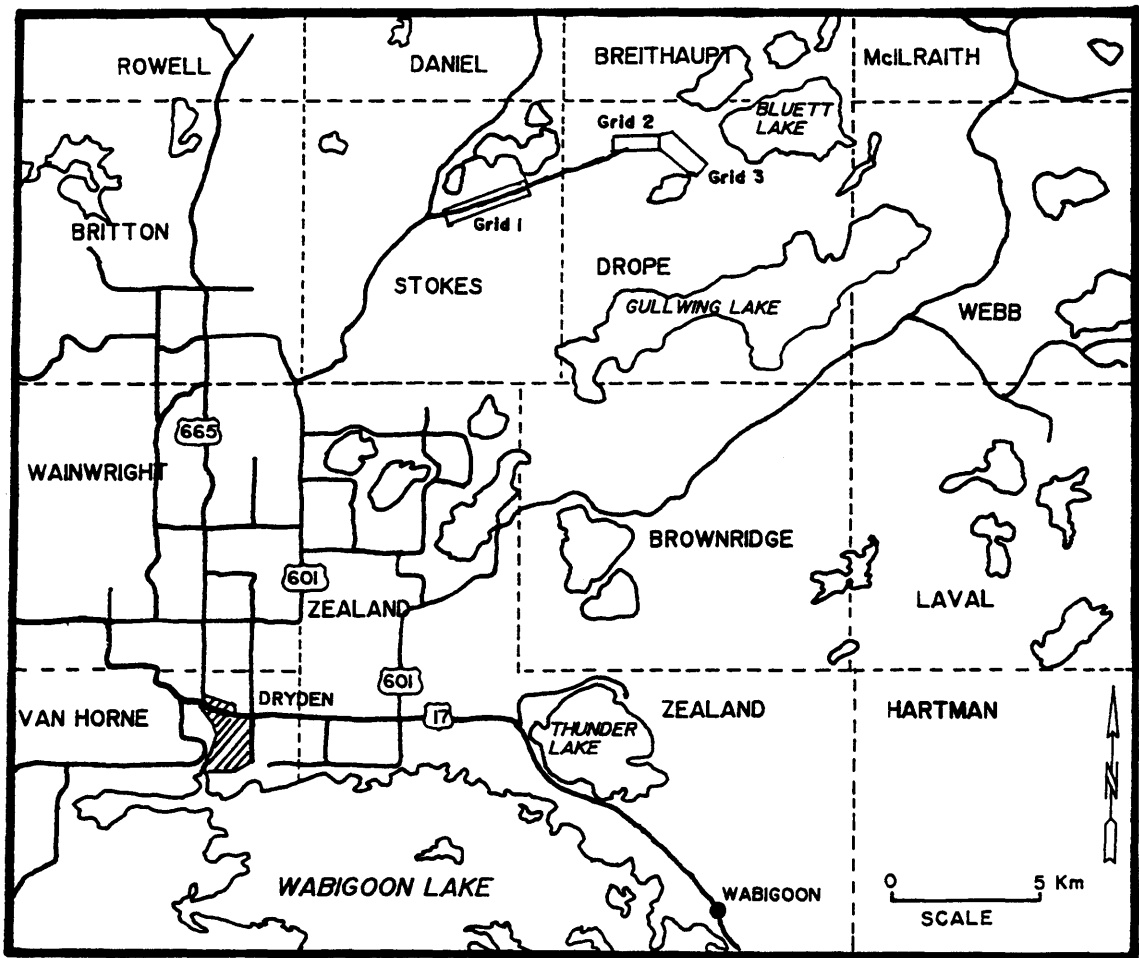 ROWELL
DANIEL
BREITHAUPT
McILRAITH
BLUETT
LAKE
Grid 2
Grid 3
Grid 1
BRITTON
STOKES
DROPE
GULLWING LAKE
WEBB
665
WAINWRIGHT
BROWNRIDGE
601
ZEALAND
LAVAL
601
DRYDEN
VAN HORNE
17
THUNDER
LAKE
ZEALAND
HARTMAN
N
WABIGOON LAKE
WABIGOON
0 5 Km
SCALE